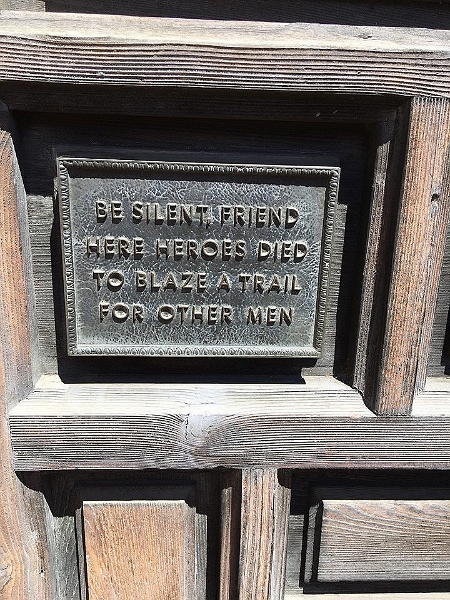 BE SILENT, FRIEND
HERE HEROES DIED
TO BLAZE A TRAIL
FOR OTHER MEN